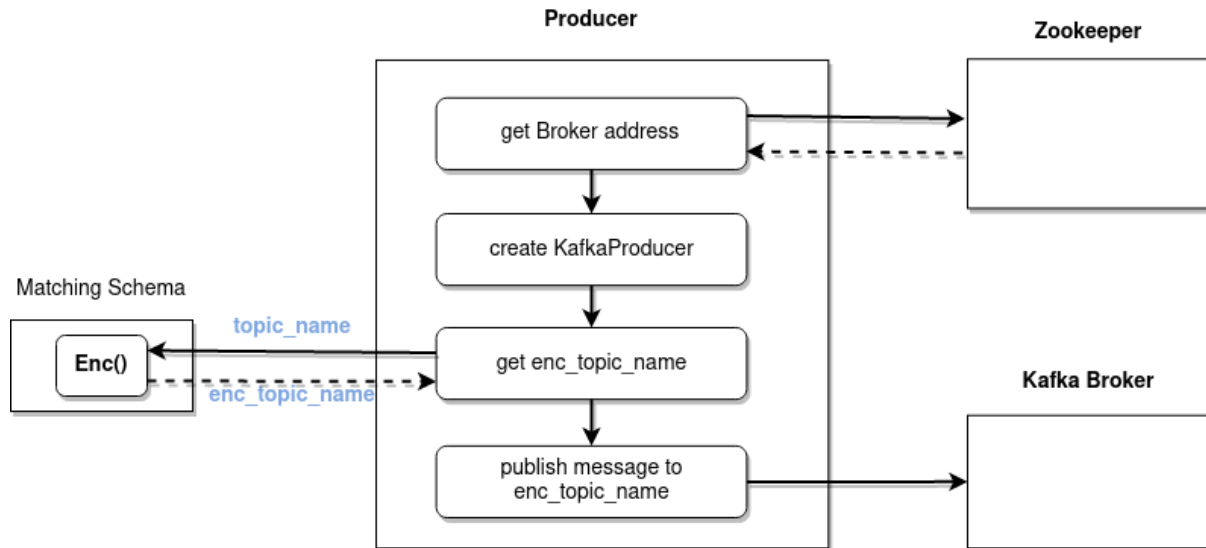 Producer
Zookeeper
get Broker address
create KafkaProducer
Matching Schema
topic_name
Enc()
get enc_topic_name
enc_topic_name
Kafka Broker
publish message to
enc_topic_name